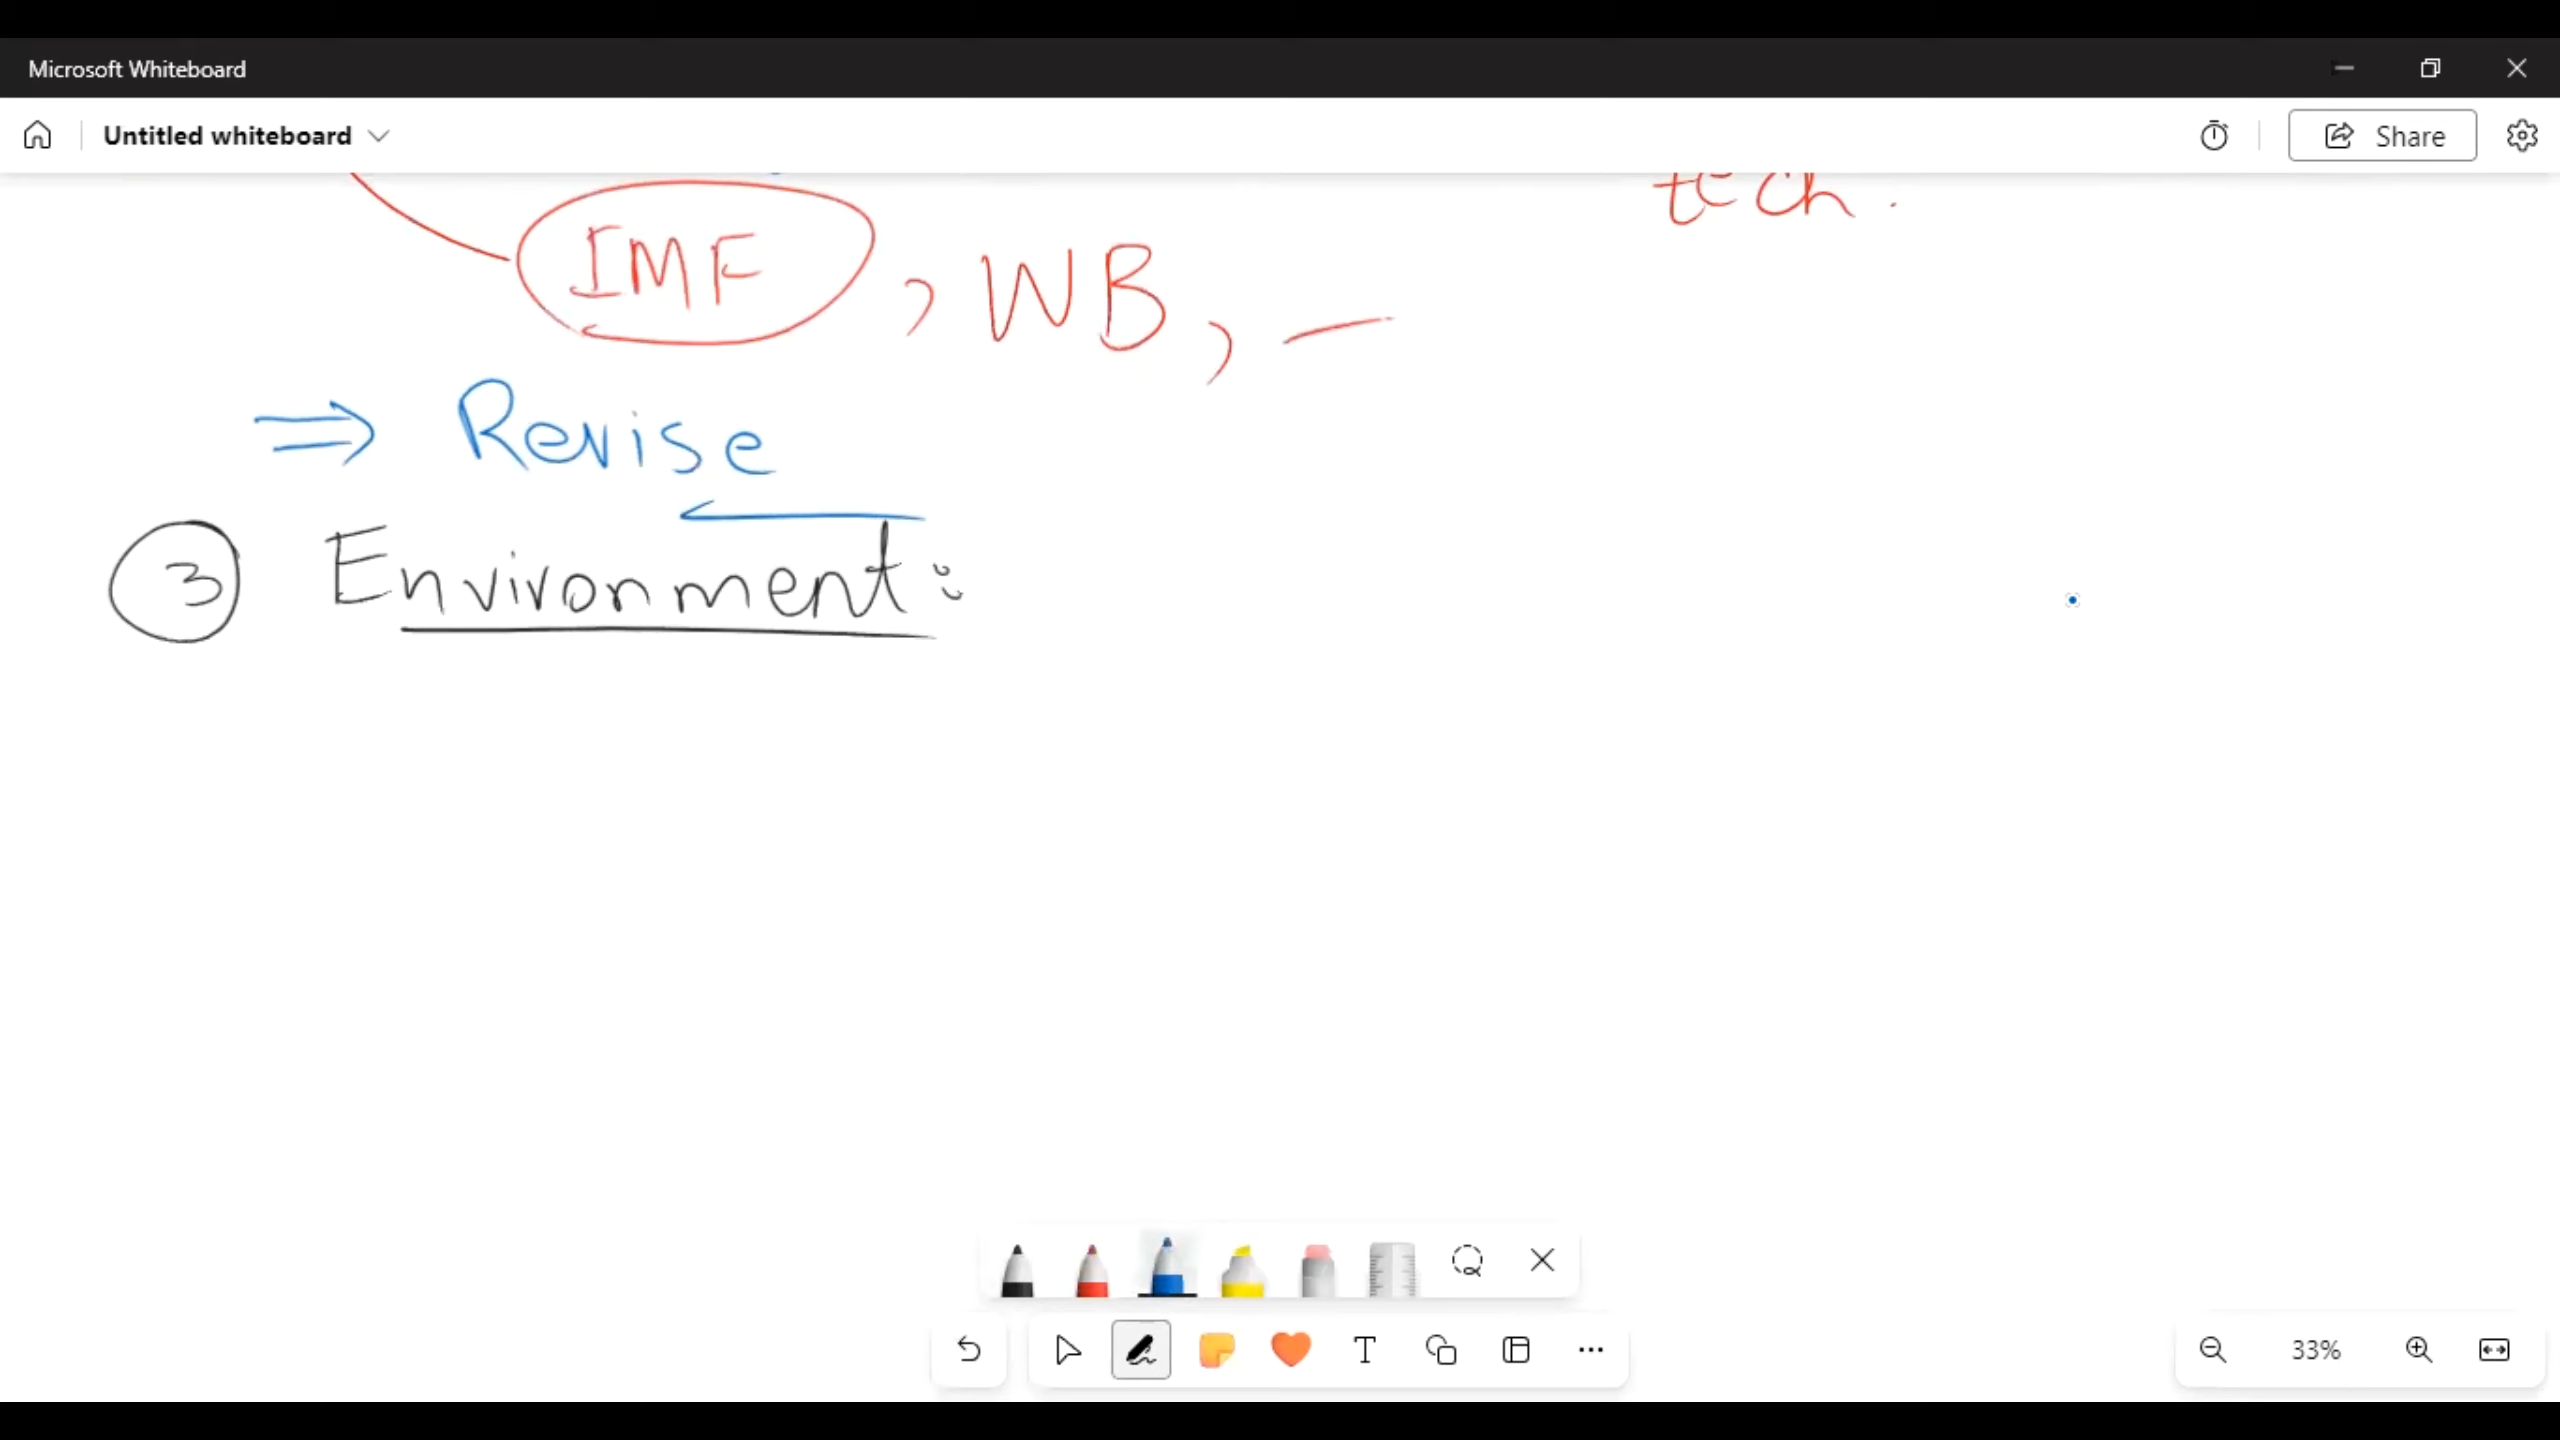 Microsoft Whiteboard
Untitled whiteboard
Share
tech.
IMF, WB, —
⇒ Revise
③ Environment:
T
33%